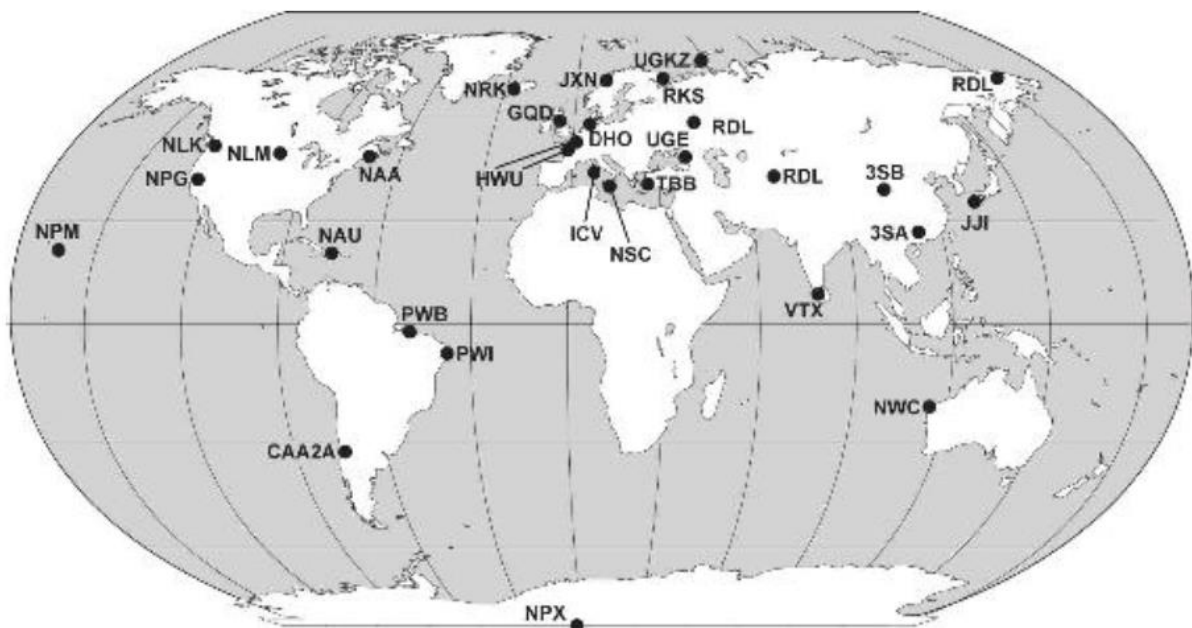 UGKZ
JXN
NRK
RKS
RDL
GQD
RDL
DHO
UGE
NLK
NLM
NAA
HWU
NPG
TBB
RDL
3SB
NPM
NAU
ICV
NSC
3SA
JJI
VTX
PWB
PWI
NWC
CAA2A
NPX